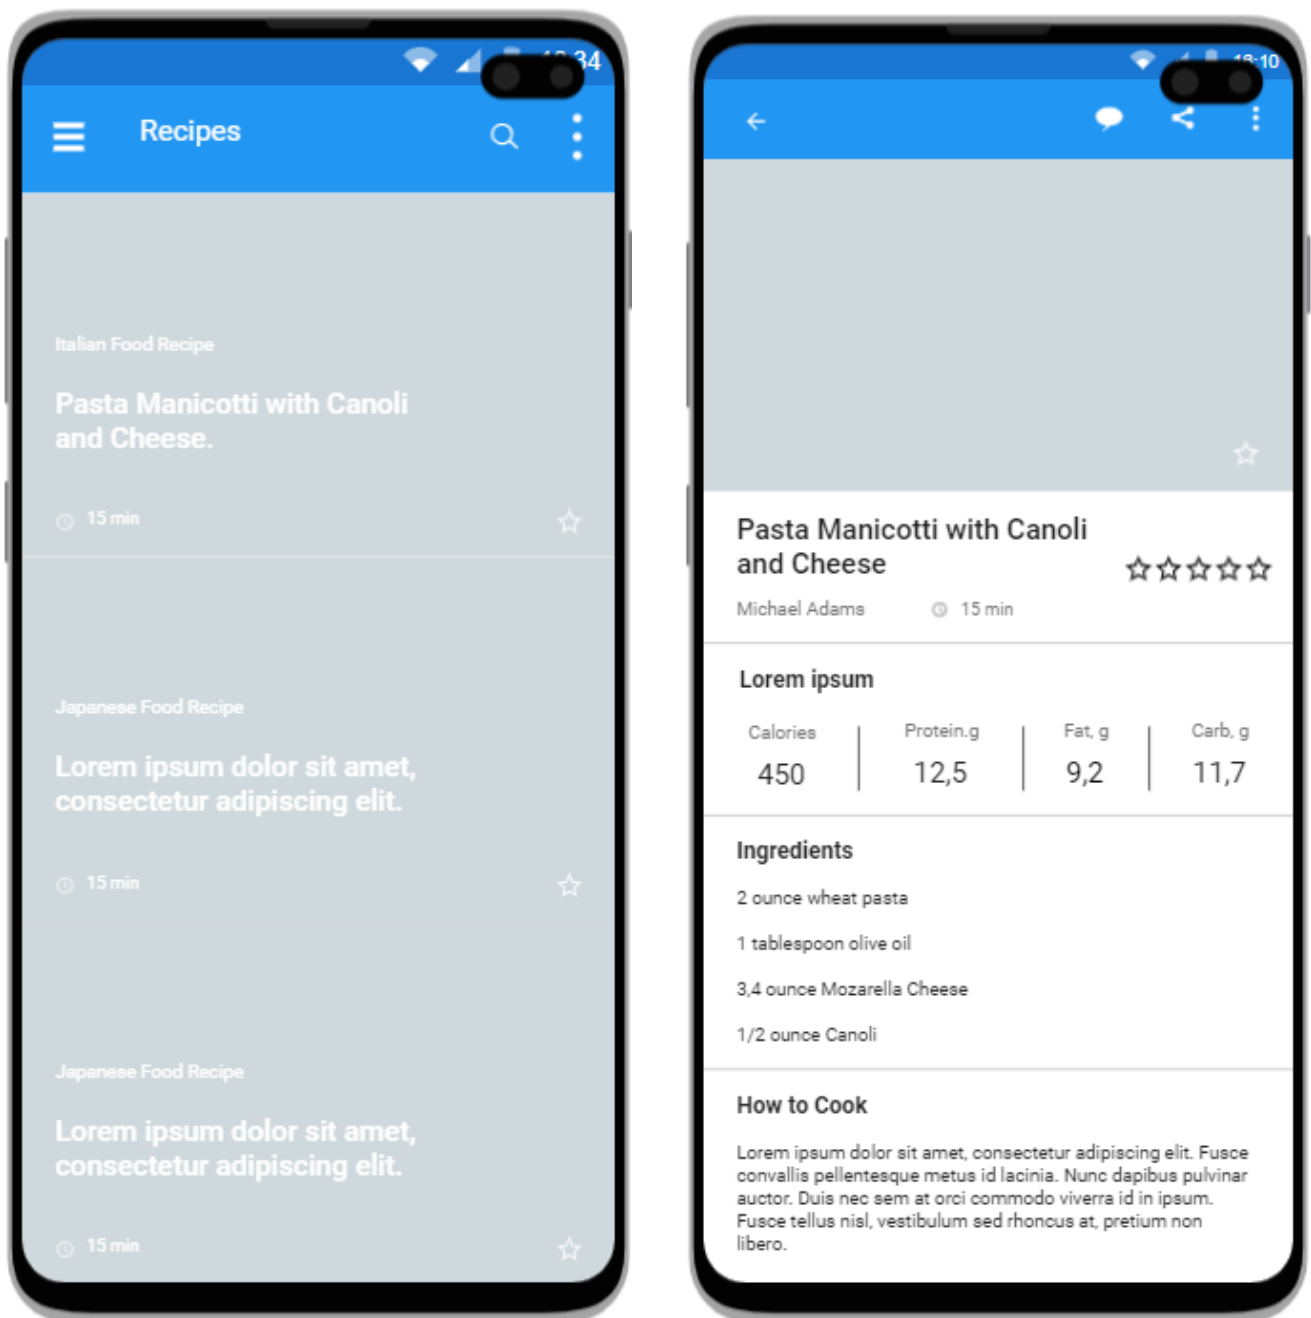 Recipes
Italian Food Recipe
Pasta Manicotti with Canoli
and Cheese.
15 min
Japanese Food Recipe
Lorem ipsum dolor sit amet,
consectetur adipiscing elit.
15 min
Japanese Food Recipe
Lorem ipsum dolor sit amet,
consectetur adipiscing elit.
15 min
Pasta Manicotti with Canoli
and Cheese
Michael Adams 15 min
Lorem ipsum
Calories Protein.g Fat, g Carb, g
450 12,5 9,2 11,7
Ingredients
2 ounce wheat pasta
1 tablespoon olive oil
3,4 ounce Mozarella Cheese
1/2 ounce Canoli
How to Cook
Lorem ipsum dolor sit amet, consectetur adipiscing elit. Fusce
convallis pellentesque metus id lacinia. Nunc dapibus pulvinar
auctor. Duis nec sem at orci commodo viverra id in ipsum.
Fusce tellus nisl, vestibulum sed rhoncus at, pretium non
libero.